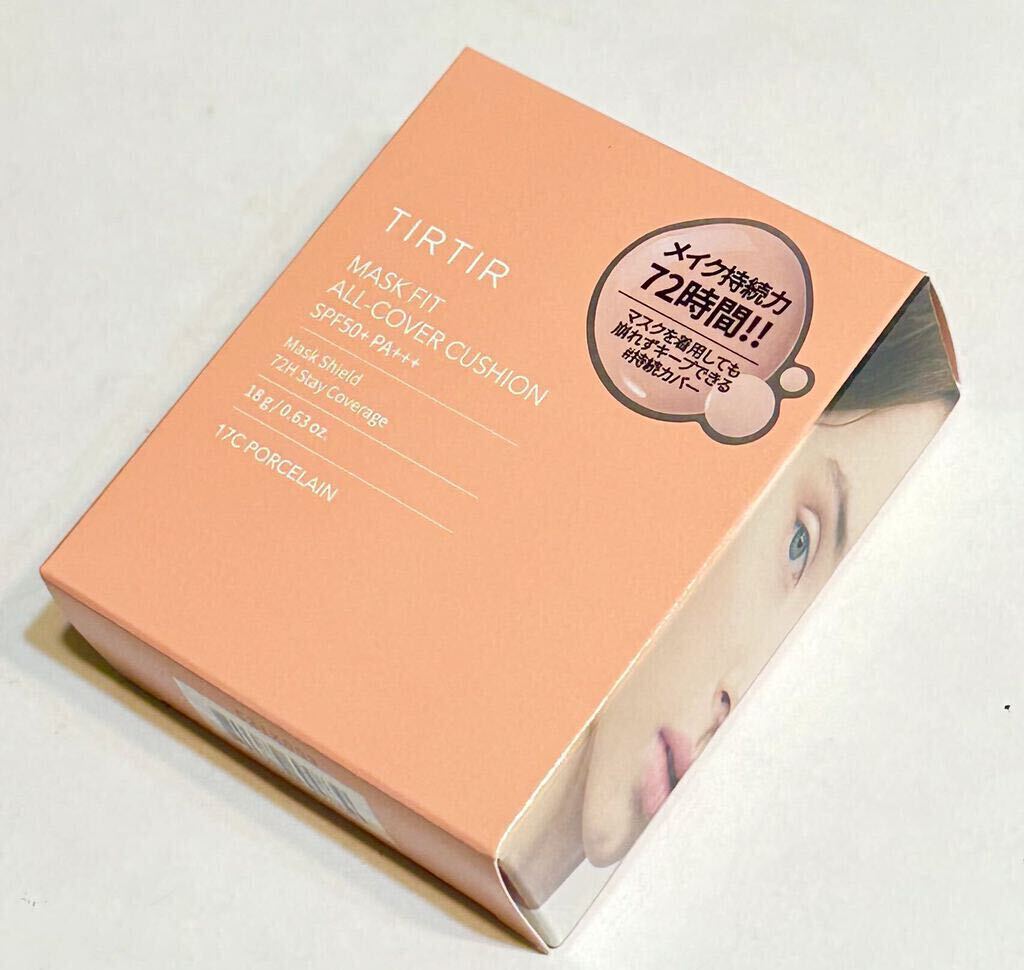 TIRTIR
MASK FIT
ALL-COVER CUSHION
SPF50+ PA+++
Mask Shield
72H Stay Coverage
18 g / 0.63 oz.
17C PORCELAIN
メイク持続力
72時間!!
マスクを着用しても
崩れずキープできる
#持続カバー